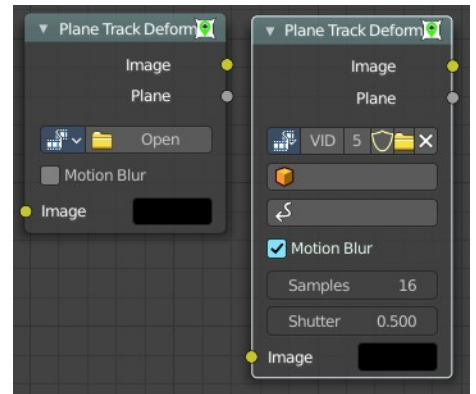 Plane Track Deform
Image
Plane
Open
Motion Blur
Image
Plane Track Deform
Image
Plane
VID 5
Motion Blur
Samples 16
Shutter 0.500
Image